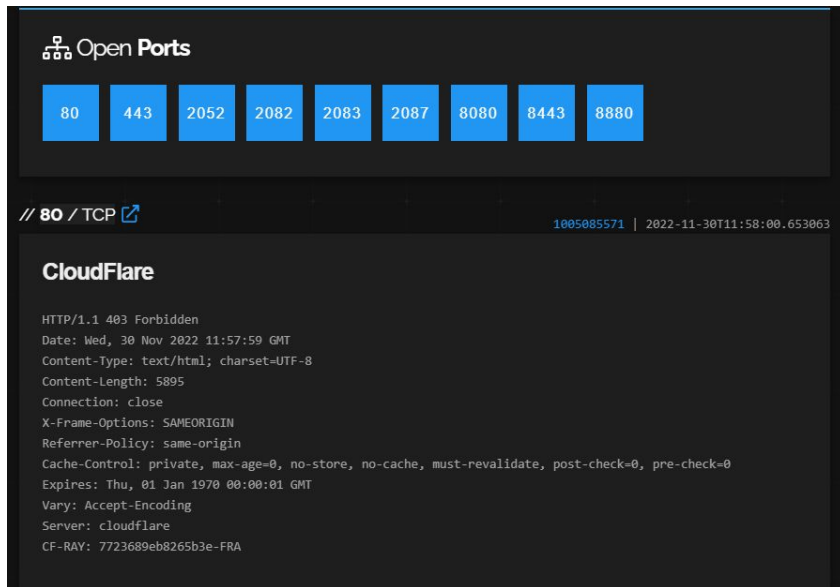 Open Ports
80 443 2052 2082 2083 2087 8080 8443 8880
// 80 / TCP
1005085571 | 2022-11-30T11:58:00.653063
CloudFlare
HTTP/1.1 403 Forbidden
Date: Wed, 30 Nov 2022 11:57:59 GMT
Content-Type: text/html; charset=UTF-8
Content-Length: 5895
Connection: close
X-Frame-Options: SAMEORIGIN
Referrer-Policy: same-origin
Cache-Control: private, max-age=0, no-store, no-cache, must-revalidate, post-check=0, pre-check=0
Expires: Thu, 01 Jan 1970 00:00:01 GMT
Vary: Accept-Encoding
Server: cloudflare
CF-RAY: 7723689eb8265b3e-FRA